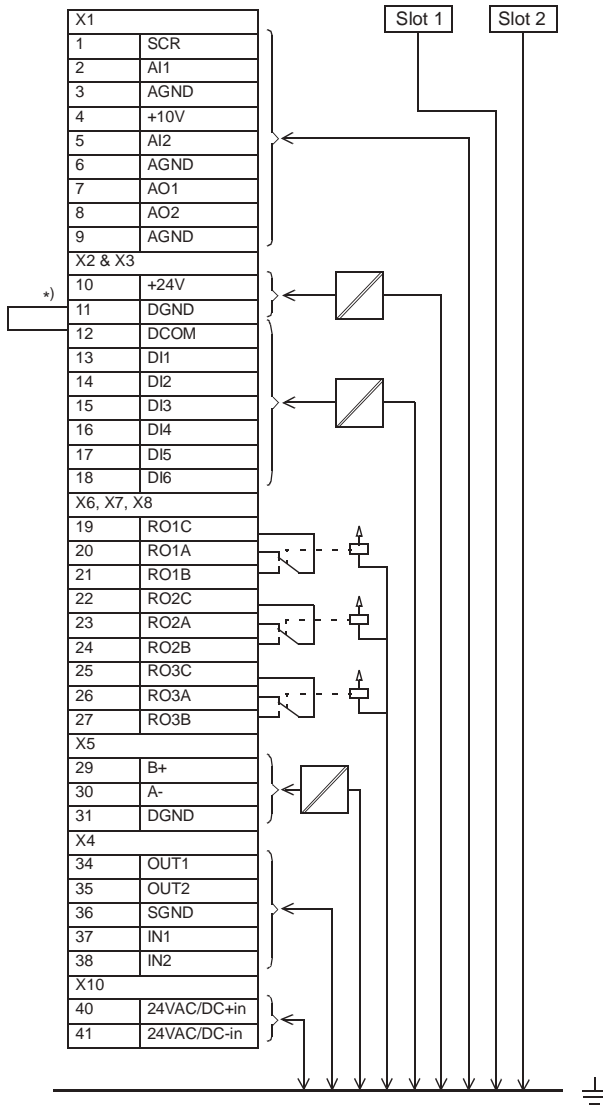 X1
Slot 1 Slot 2
1 SCR
2 AI1
3 AGND
4 +10V
5 AI2
6 AGND
7 AO1
8 AO2
9 AGND
X2 & X3
10 +24V
*)
11 DGND
12 DCOM
13 DI1
14 DI2
15 DI3
16 DI4
17 DI5
18 DI6
X6, X7, X8
19 RO1C
20 RO1A
21 RO1B
22 RO2C
23 RO2A
24 RO2B
25 RO3C
26 RO3A
27 RO3B
X5
29 B+
30 A-
31 DGND
X4
34 OUT1
35 OUT2
36 SGND
37 IN1
38 IN2
X10
40 24VAC/DC+in
41 24VAC/DC-in